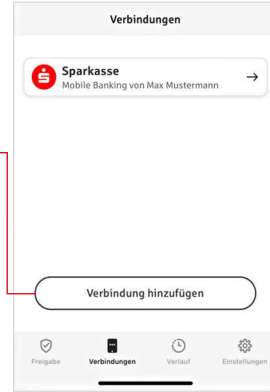 Verbindungen
Sparkasse
Mobile Banking von Max Mustermann
Verbindung hinzufügen
Freigabe Verbindungen Verlauf Einstellungen